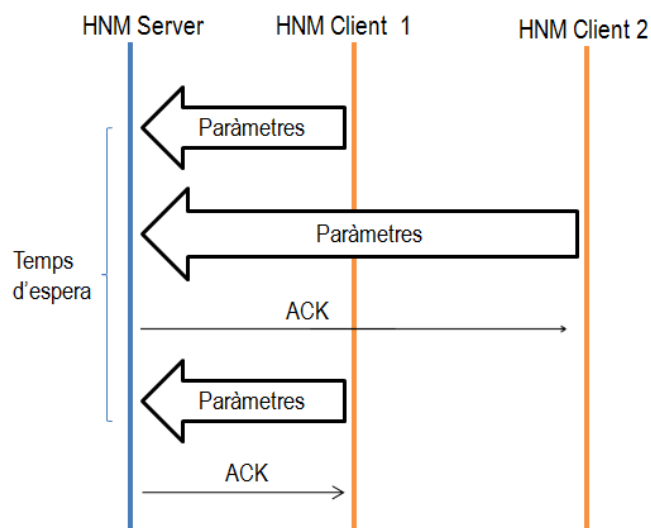 HNM Server
HNM Client 1
HNM Client 2
Paràmetres
Paràmetres
Temps
d'espera
ACK
Paràmetres
ACK